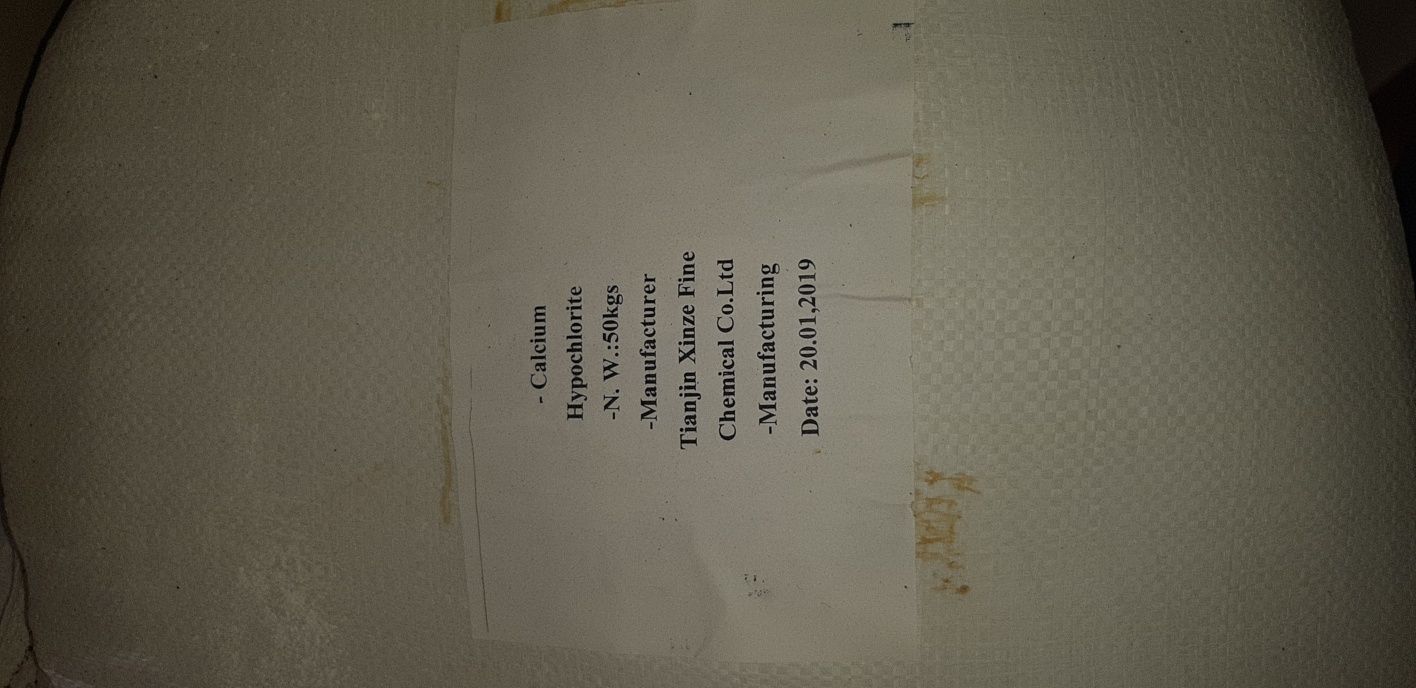 - Calcium
Hypochlorite
-N. W.:50kgs
-Manufacturer
Tianjin Xinze Fine
Chemical Co.Ltd
-Manufacturing
Date: 20.01,2019